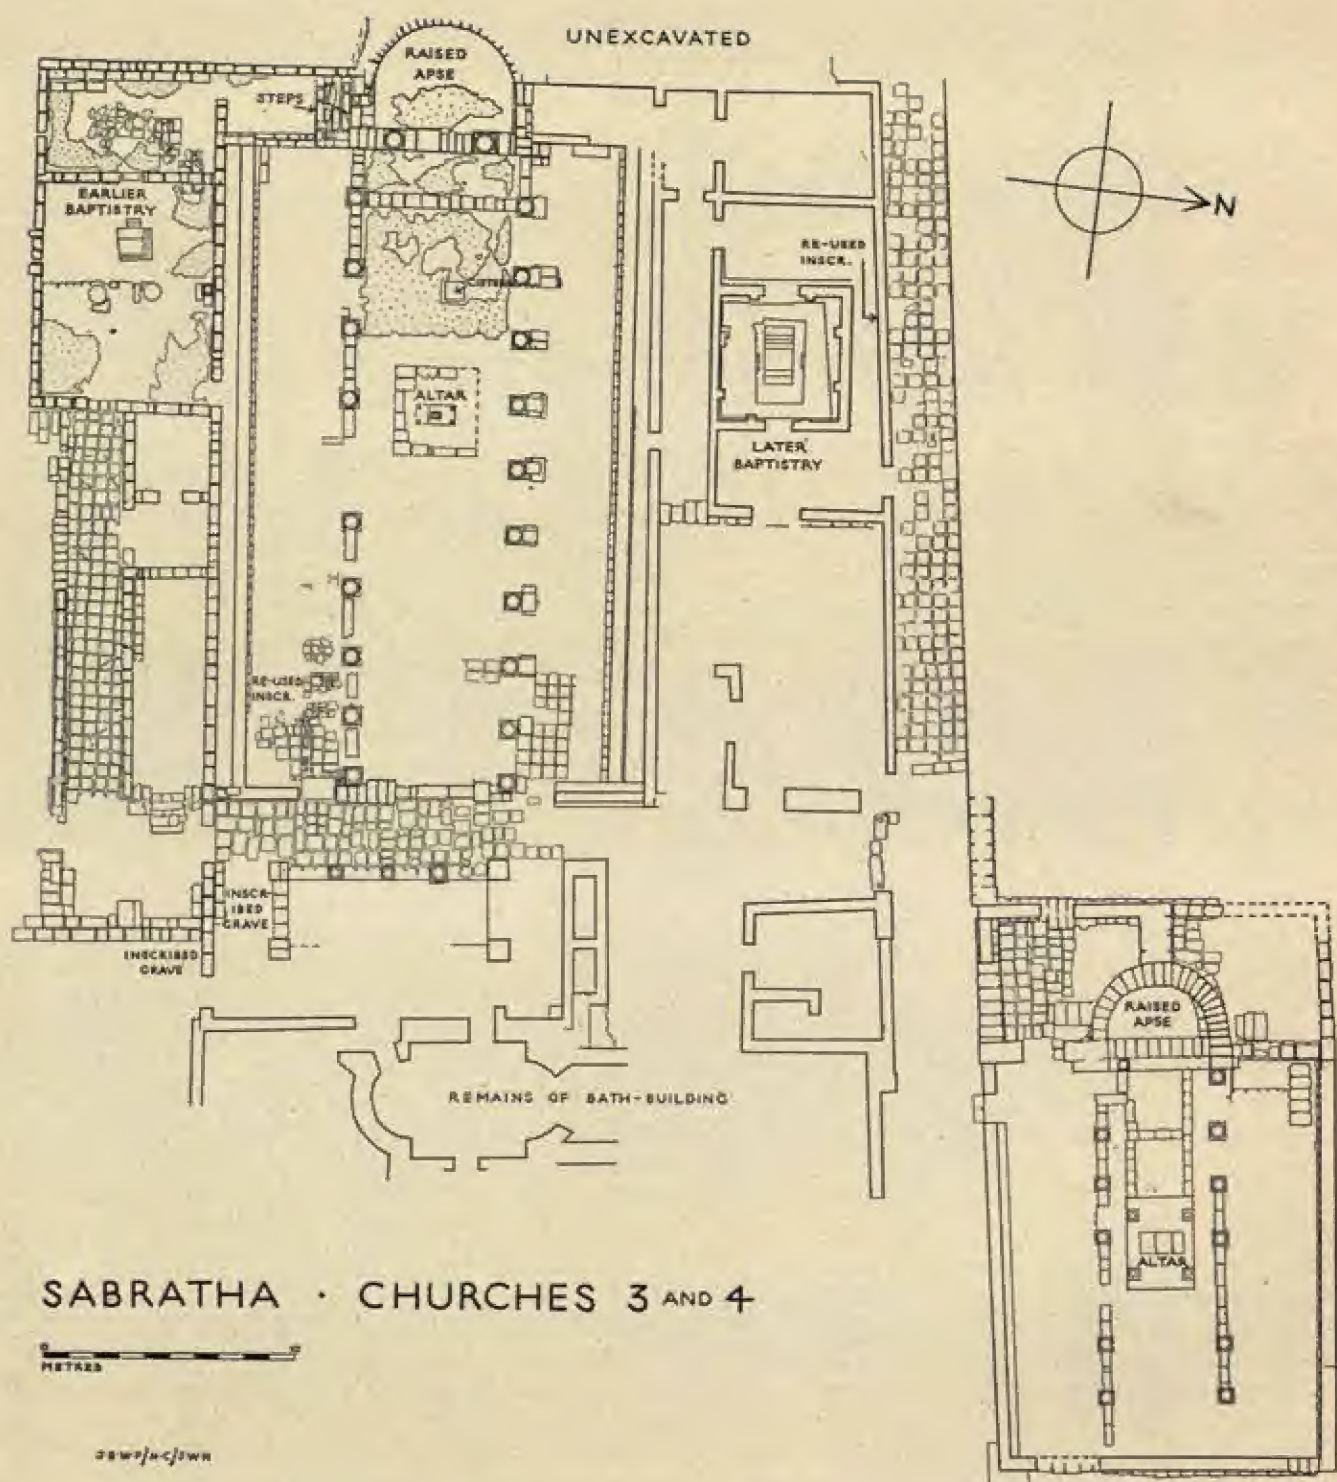 UNEXCAVATED
RAISED
APSE
STEPS
N
EARLIER
BAPTISTRY
RE-USED
INSCR.
ALTAR
LATER
BAPTISTRY
RE-USED
INSCR.
INSCR-
IBED
GRAVE
INSCRIBED
GRAVE
RAISED
APSE
REMAINS OF BATH-BUILDING
ALTAR
SABRATHA · CHURCHES 3 AND 4
METRES